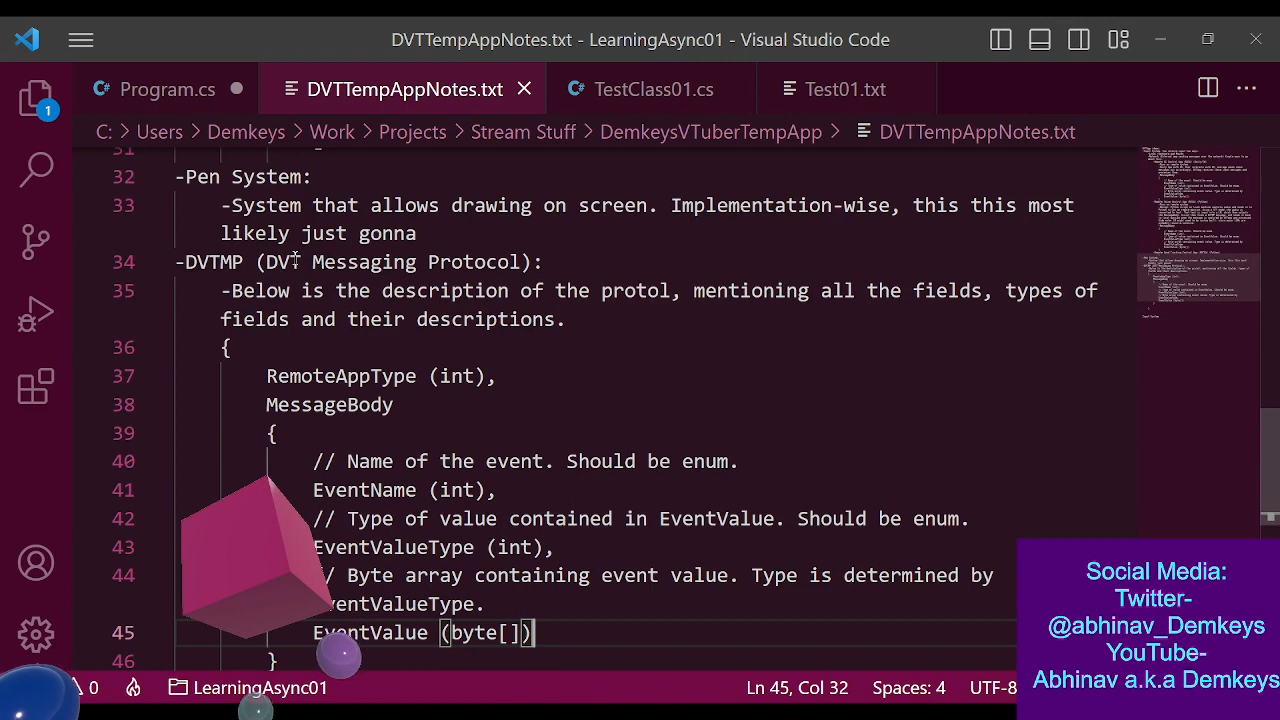 DVTTempAppNotes.txt - LearningAsync01 - Visual Studio Code
Program.cs
DVTTempAppNotes.txt
TestClass01.cs
Test01.txt
1
C: > Users > Demkeys > Work > Projects > Stream Stuff > DemkeysVTuberTempApp > DVTTempAppNotes.txt
31 -
32 -Pen System:
33 -System that allows drawing on screen. Implementation-wise, this this most
likely just gonna
34 -DVTMP (DVT Messaging Protocol):
35 -Below is the description of the protol, mentioning all the fields, types of
fields and their descriptions.
36 {
37 RemoteAppType (int),
38 MessageBody
39 {
40 // Name of the event. Should be enum.
41 EventName (int),
42 // Type of value contained in EventValue. Should be enum.
43 EventValueType (int),
44 // Byte array containing event value. Type is determined by
EventValueType.
45 EventValue (byte[])
46 }
0
LearningAsync01
Ln 45, Col 32
Spaces: 4
UTF-8
Social Media:
Twitter-
@abhinav_Demkeys
YouTube-
Abhinav a.k.a Demkeys